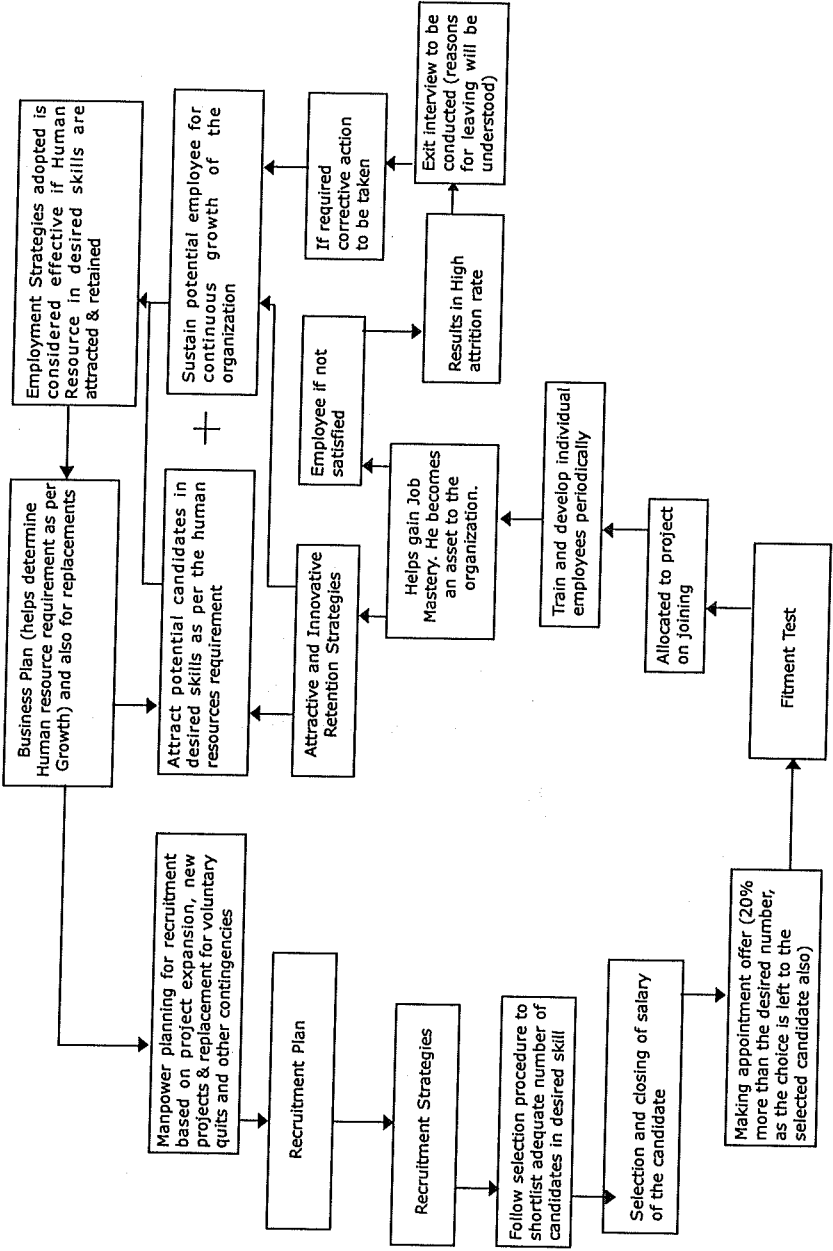 Business Plan (helps determine
Human resource requirement as per
Growth) and also for replacements
Employment Strategies adopted is
considered effective if Human
Resource in desired skills are
attracted & retained
Manpower planning for recruitment
based on project expansion, new
projects & replacement for voluntary
quits and other contingencies
Attract potential candidates in
desired skills as per the human
resources requirement
+
Sustain potential employee for
continuous growth of the
organization
Recruitment Plan
Attractive and Innovative
Retention Strategies
Employee if not
satisfied
If required
corrective action
to be taken
Recruitment Strategies
Helps gain Job
Mastery. He becomes
an asset to the
organization.
Results in High
attrition rate
Exit interview to be
conducted (reasons
for leaving will be
understood)
Follow selection procedure to
shortlist adequate number of
candidates in desired skill
Train and develop individual
employees periodically
Selection and closing of salary
of the candidate
Allocated to project
on joining
Making appointment offer (20%
more than the desired number,
as the choice is left to the
selected candidate also)
Fitment Test